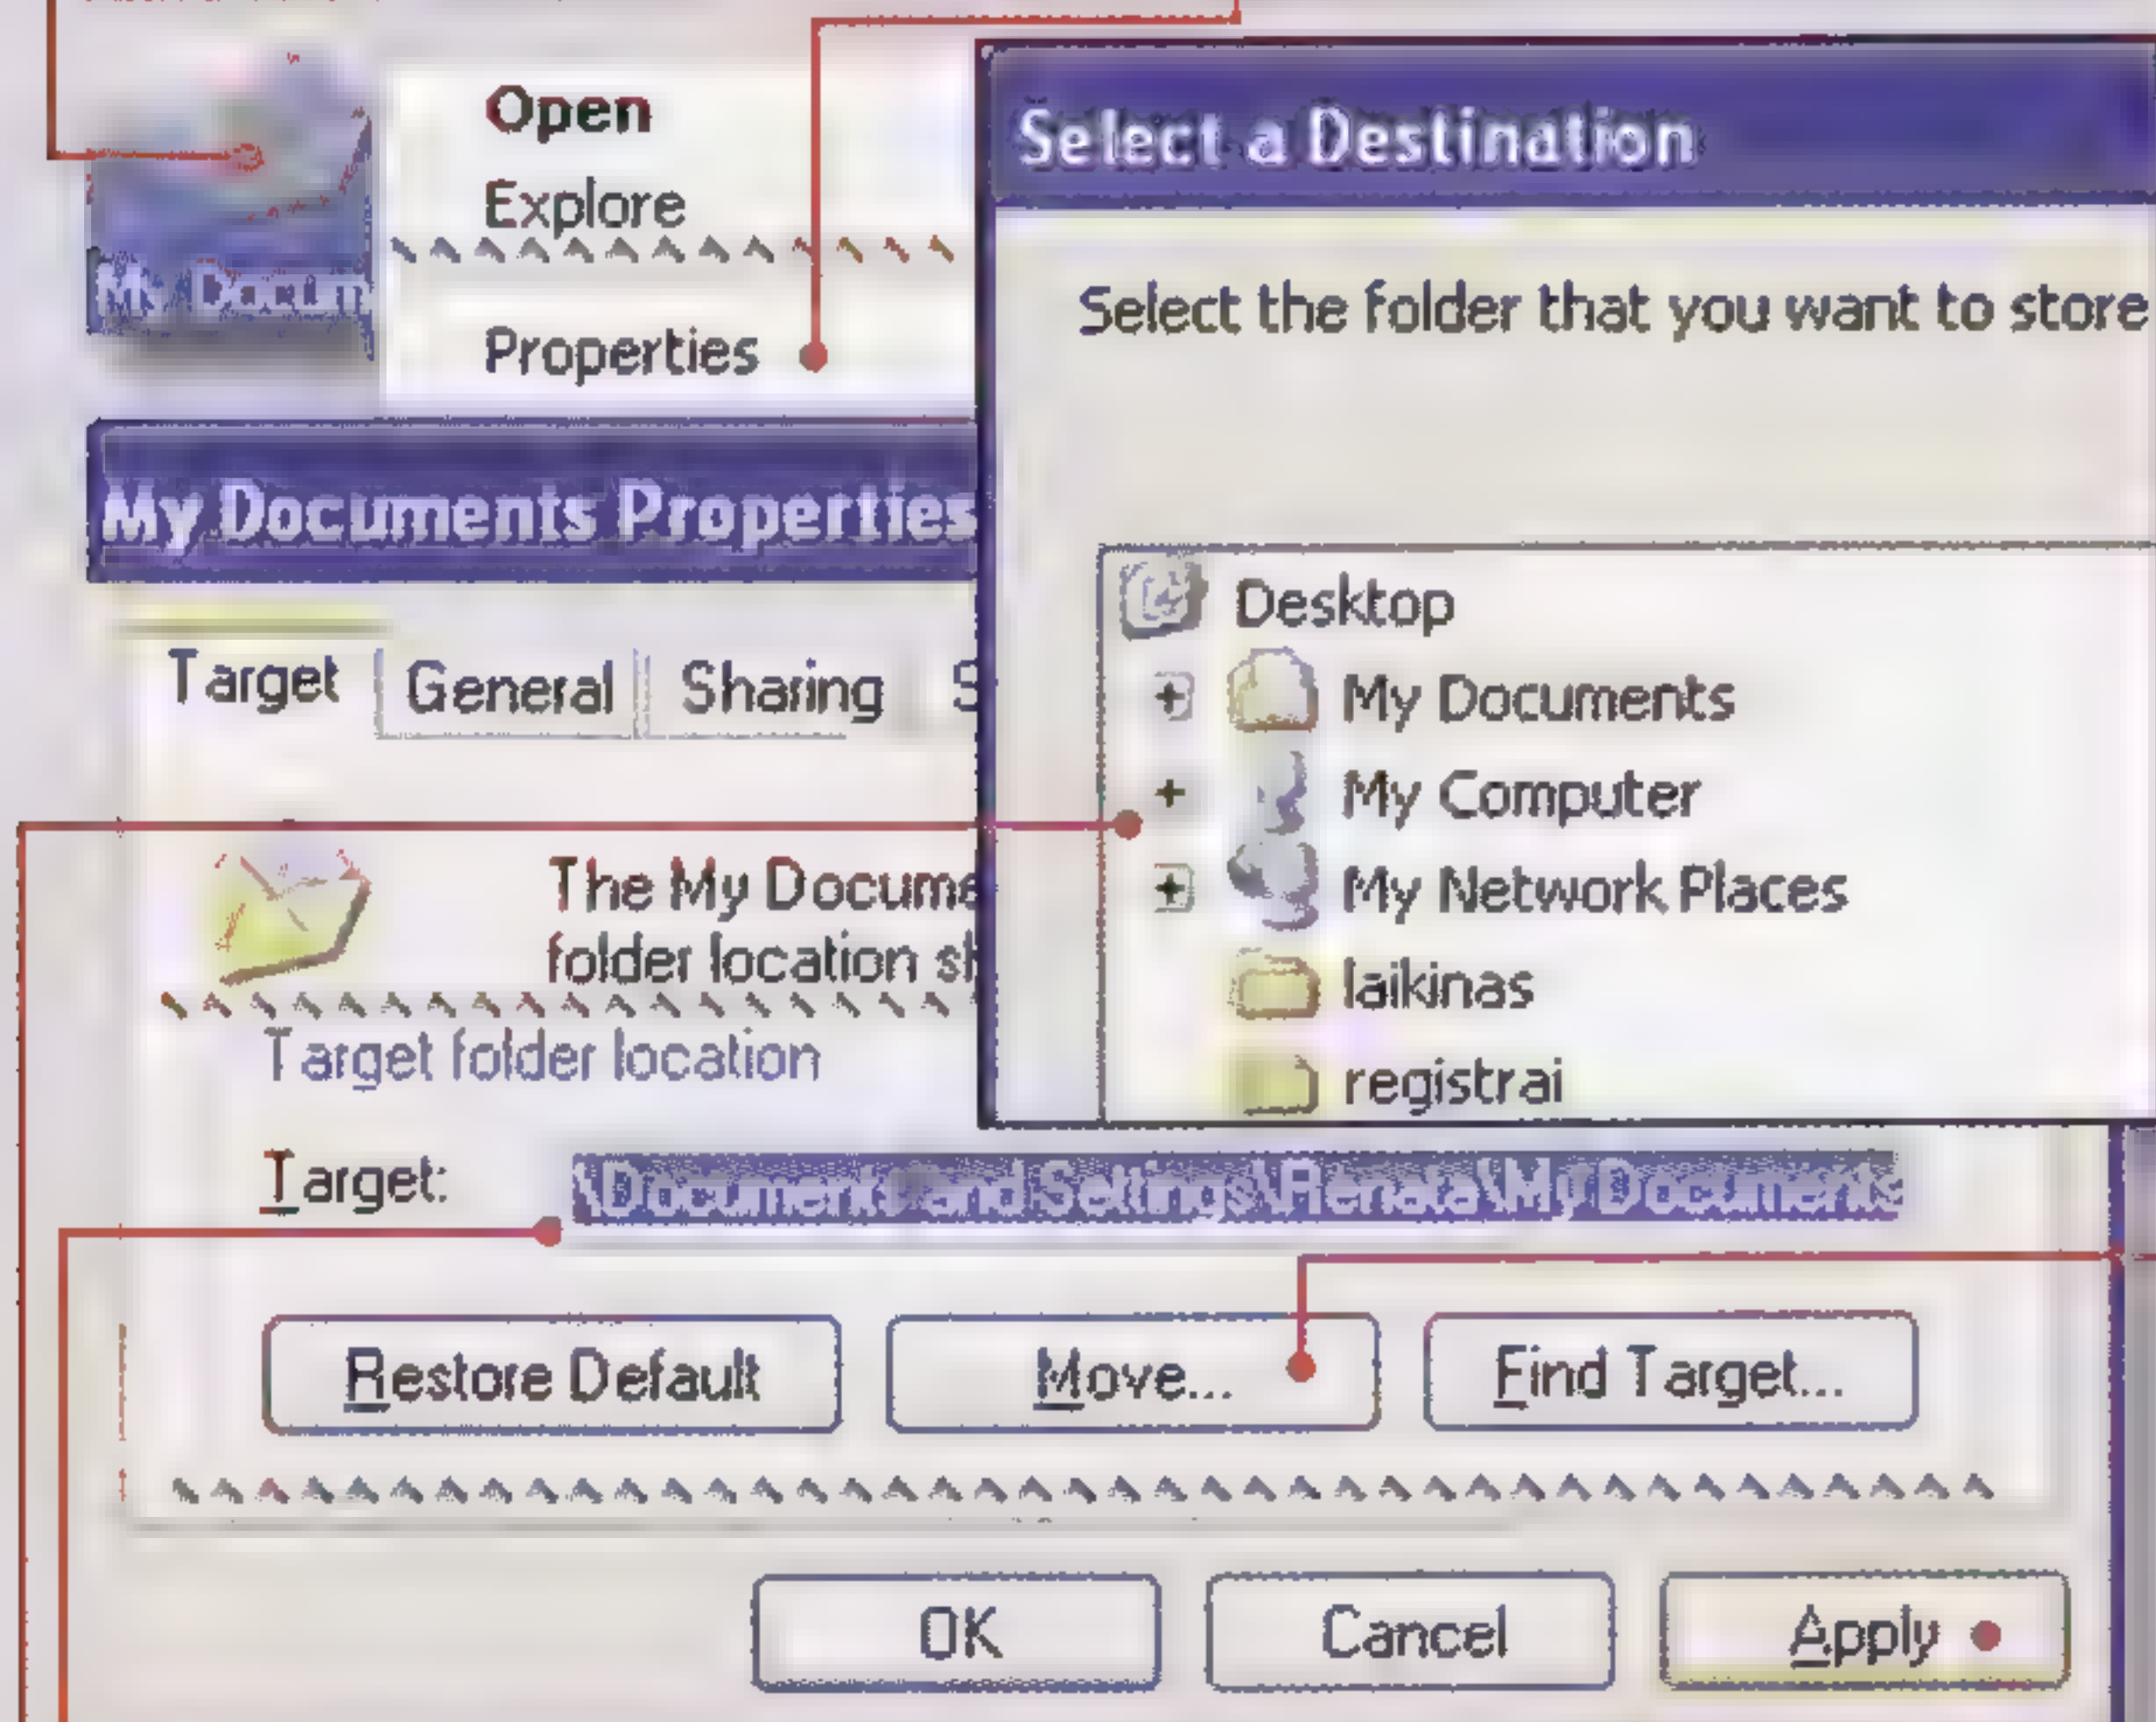 Open
Explore
My Docum
Properties
Select a Destination
Select the folder that you want to store
My Documents Properties
Target General Sharing S
Desktop
My Documents
My Computer
My Network Places
laikinas
registrai
The My Docume
folder location sh
Target folder location
Target: \Documents and Settings\Renata\My Documents
Restore Default Move... Find Target...
OK Cancel Apply